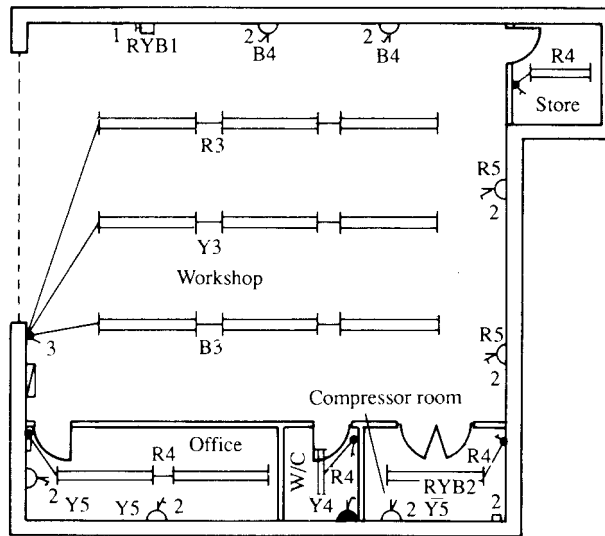 1
RYB1
2
B4
2
B4
R4
Store
R3
R5
2
Y3
Workshop
3
B3
R5
2
Compressor room
Office
R4
W/C
R4
R4
RYB2
2
Y5
Y5
2
Y4
2
Y5
2